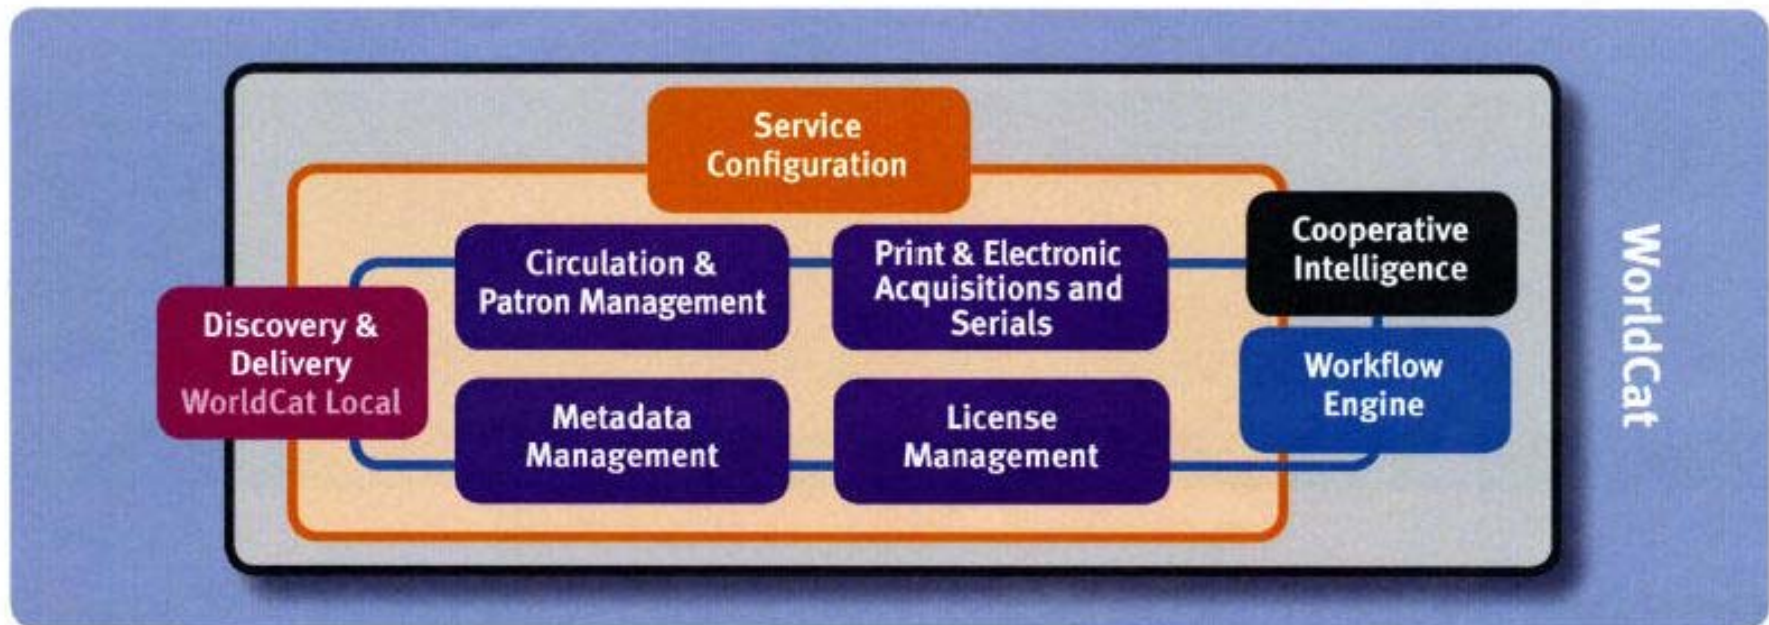 Service
Configuration
Circulation &
Patron Management
Print & Electronic
Acquisitions and
Serials
Cooperative
Intelligence
Discovery &
Delivery
WorldCat Local
Metadata
Management
License
Management
Workflow
Engine
WorldCat